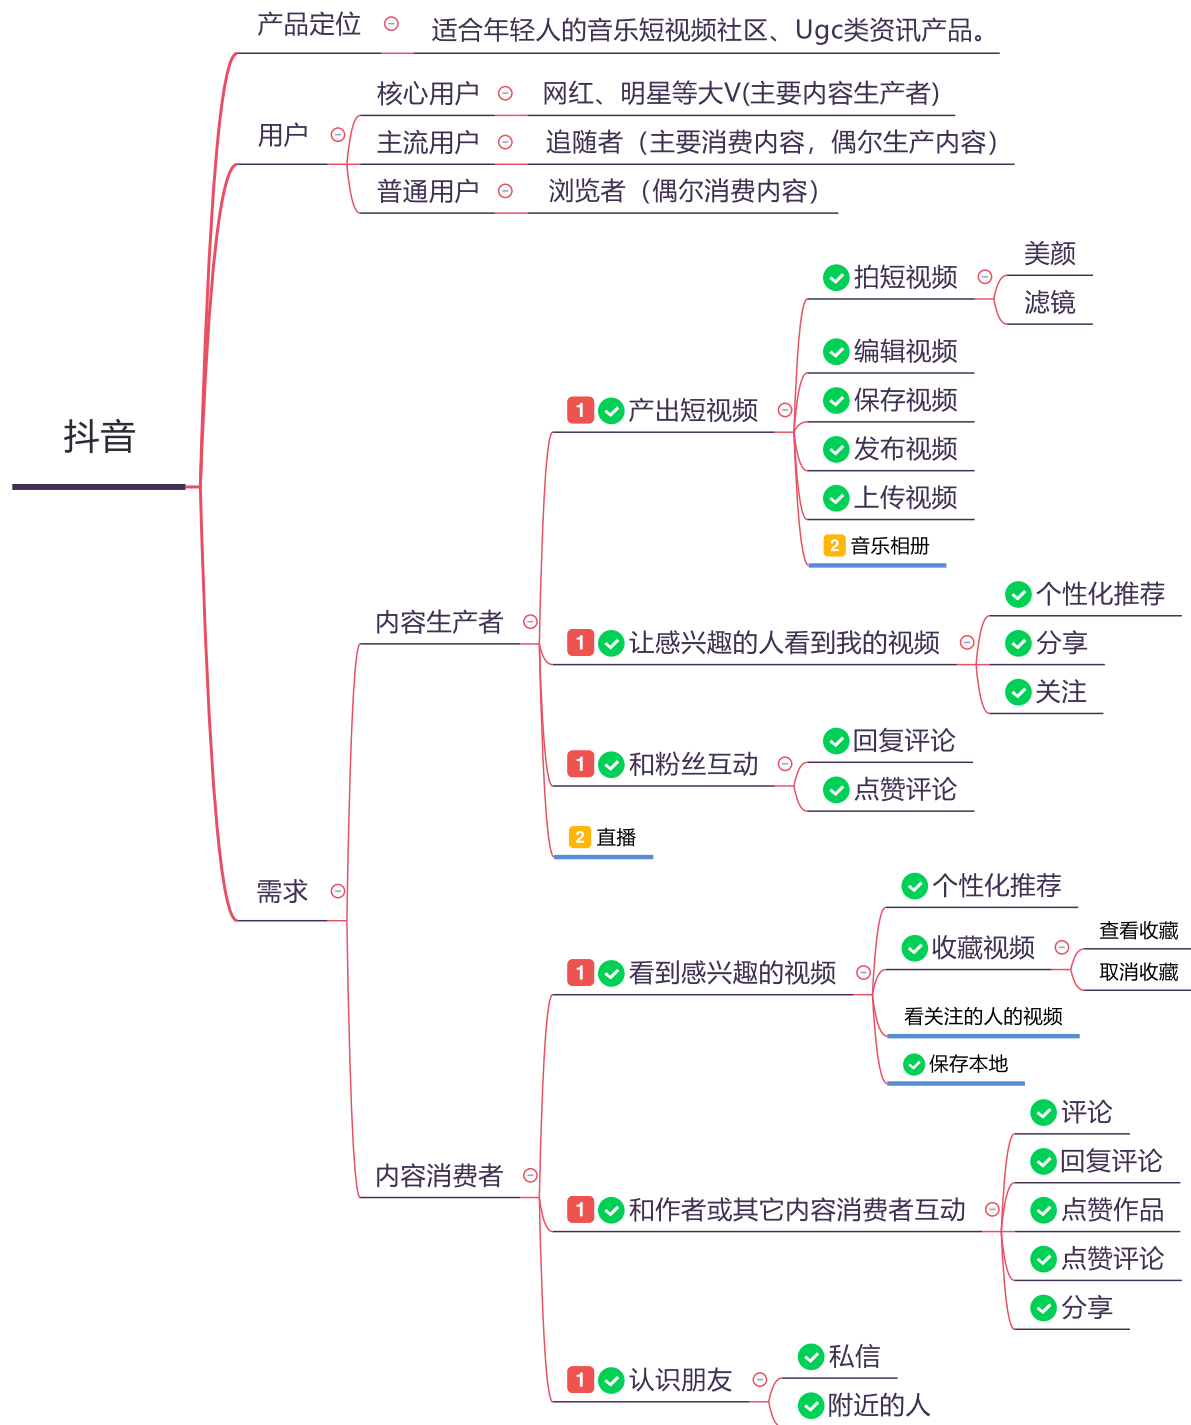 产品定位
适合年轻人的音乐短视频社区、Ugc类资讯产品。
核心用户
网红、明星等大V(主要内容生产者)
用户
主流用户
追随者（主要消费内容，偶尔生产内容）
普通用户
浏览者（偶尔消费内容）
美颜
拍短视频
滤镜
编辑视频
保存视频
1 产出短视频
发布视频
上传视频
2 音乐相册
抖音
内容生产者
个性化推荐
1 让感兴趣的人看到我的视频
分享
关注
回复评论
1 和粉丝互动
点赞评论
2 直播
需求
个性化推荐
查看收藏
收藏视频
取消收藏
1 看到感兴趣的视频
看关注的人的视频
保存本地
内容消费者
评论
回复评论
1 和作者或其它内容消费者互动
点赞作品
点赞评论
分享
私信
1 认识朋友
附近的人